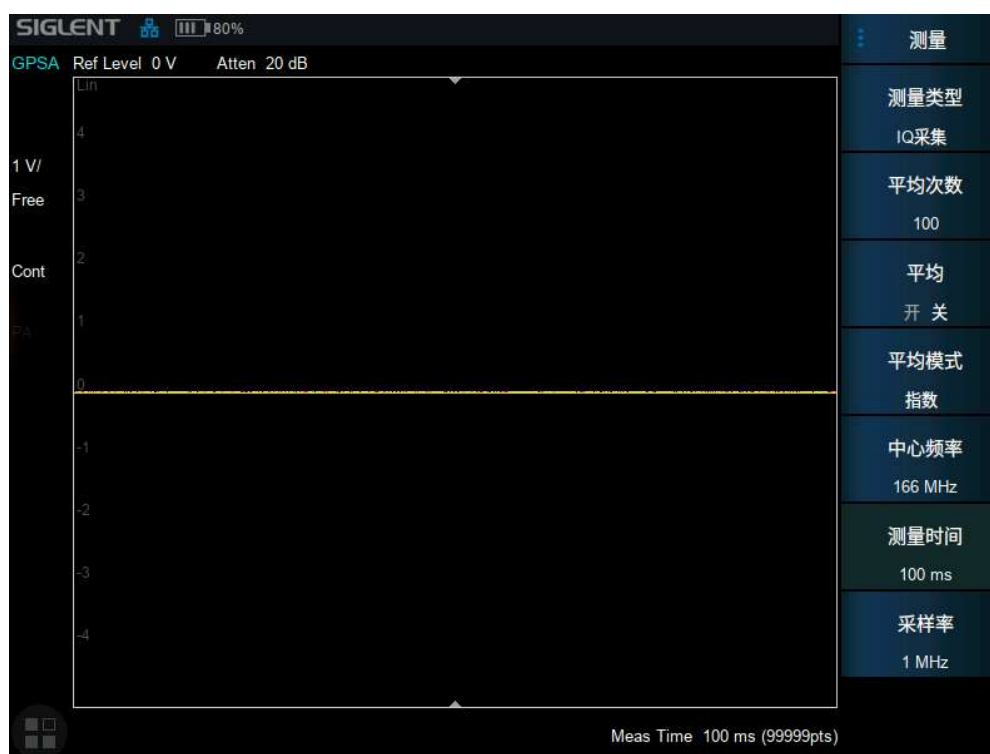 SIGLENT 80%
GPSA Ref Level 0 V Atten 20 dB
Lin
4
1 V/
3
Free
2
Cont
1
PA
0
-1
-2
-3
-4
Meas Time 100 ms (99999pts)
测量
测量类型
IQ采集
平均次数
100
平均
开 关
平均模式
指数
中心频率
166 MHz
测量时间
100 ms
采样率
1 MHz